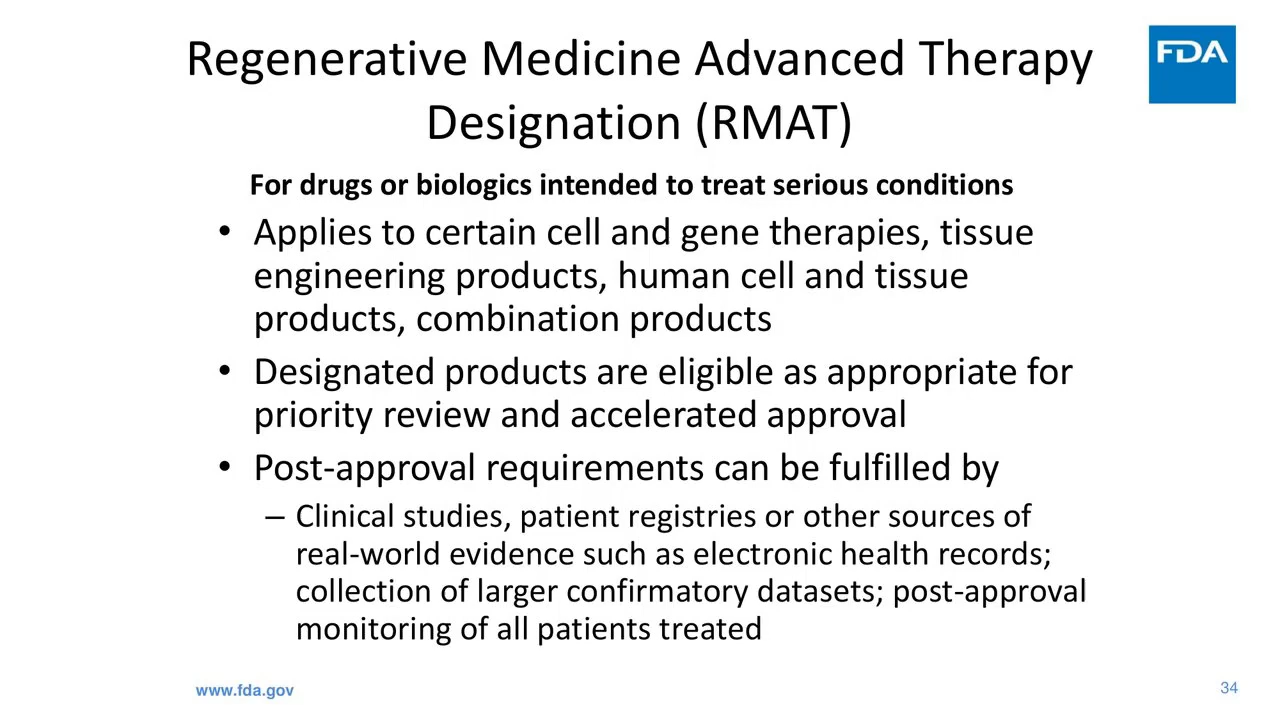 Regenerative Medicine Advanced Therapy
Designation (RMAT)
FDA
For drugs or biologics intended to treat serious conditions
• Applies to certain cell and gene therapies, tissue
engineering products, human cell and tissue
products, combination products
• Designated products are eligible as appropriate for
priority review and accelerated approval
• Post-approval requirements can be fulfilled by
– Clinical studies, patient registries or other sources of
real-world evidence such as electronic health records;
collection of larger confirmatory datasets; post-approval
monitoring of all patients treated
www.fda.gov
34